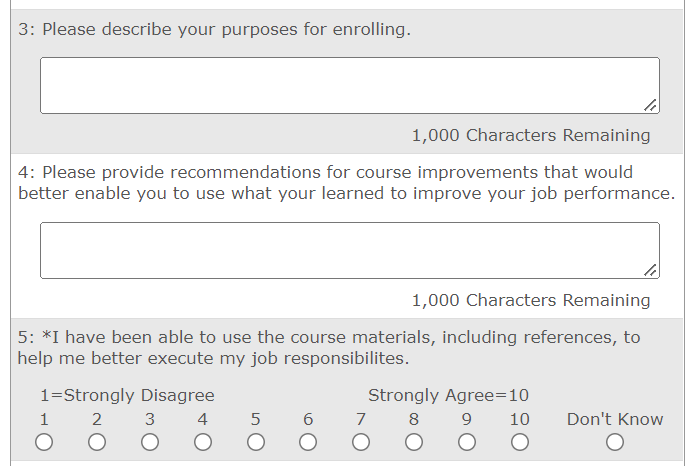 3: Please describe your purposes for enrolling.
1,000 Characters Remaining
4: Please provide recommendations for course improvements that would
better enable you to use what your learned to improve your job performance.
1,000 Characters Remaining
5: *I have been able to use the course materials, including references, to
help me better execute my job responsibilites.
1=Strongly Disagree Strongly Agree=10
1 2 3 4 5 6 7 8 9 10 Don't Know